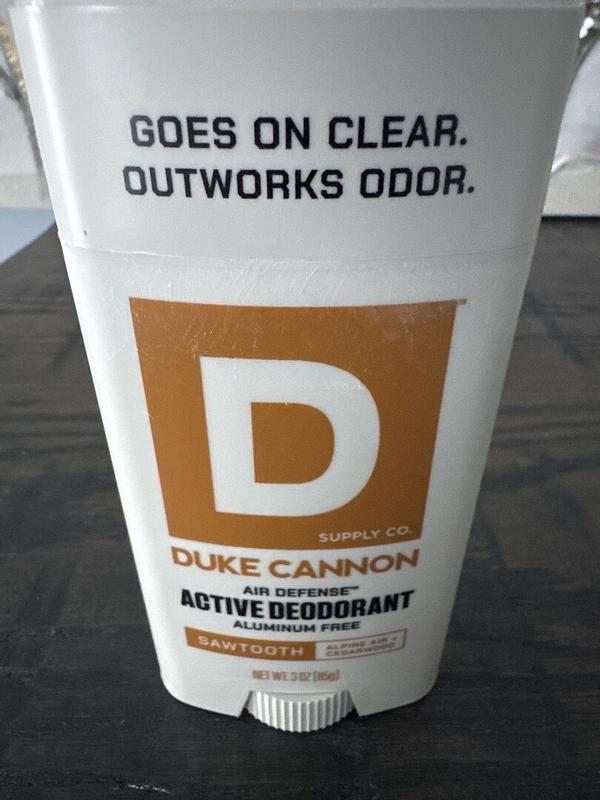 GOES ON CLEAR.
OUTWORKS ODOR.
D
SUPPLY CO.
DUKE CANNON
AIR DEFENSE™
ACTIVE DEODORANT
ALUMINUM FREE
SAWTOOTH
ALPINE AIR +
CEDARWOOD
NET WT. 3 OZ (85g)